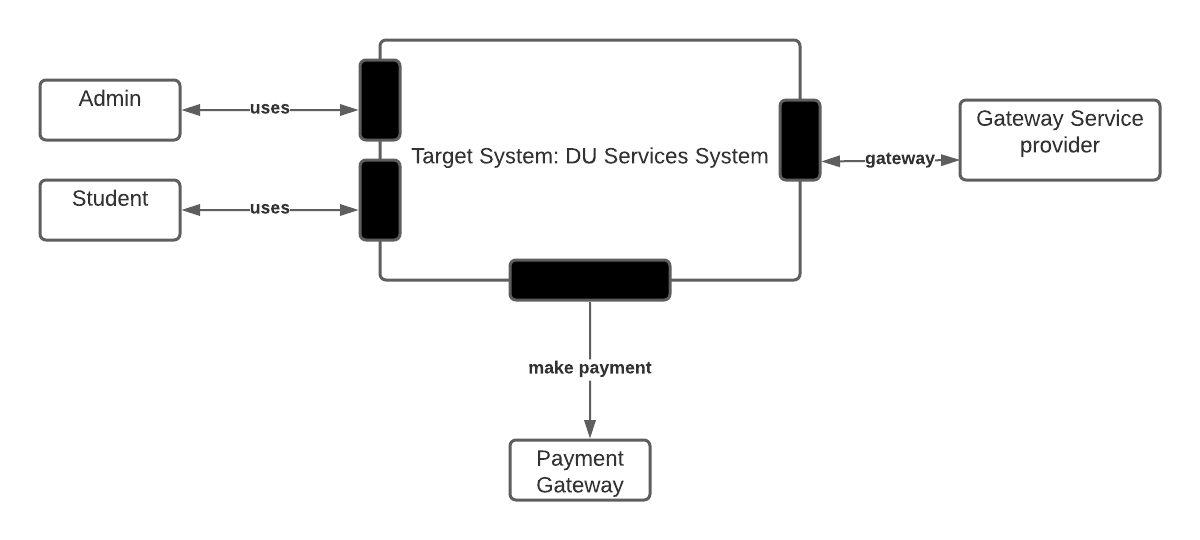 Admin
uses
Student
uses
Target System: DU Services System
gateway
Gateway Service
provider
make payment
Payment
Gateway